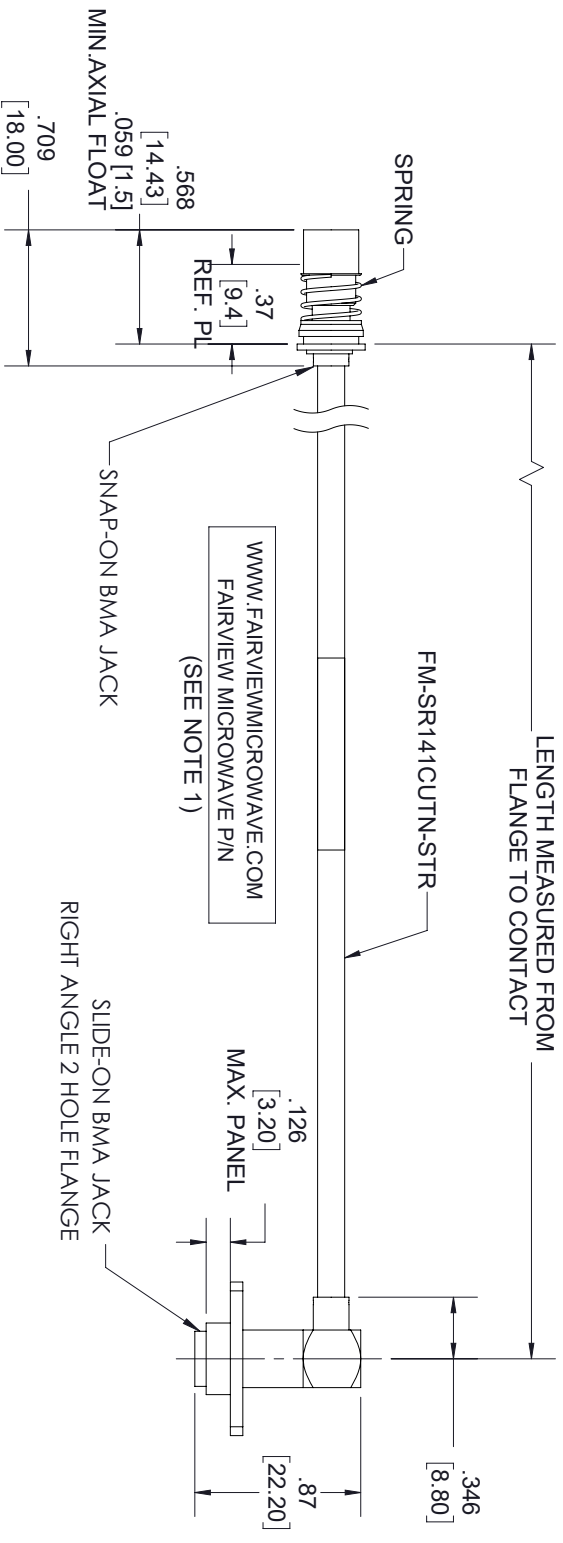 LENGTH MEASURED FROM
FLANGE TO CONTACT
.346
[8.80]
FM-SR141CUTN-STR
SPRING
.37
[9.4]
REF. PL
.568
[14.43]
.059 [1.5]
MIN.AXIAL FLOAT
.709
[18.00]
SNAP-ON BMA JACK
WWW.FAIRVIEWMICROWAVE.COM
FAIRVIEW MICROWAVE P/N
(SEE NOTE 1)
.126
[3.20]
MAX. PANEL
.87
[22.20]
SLIDE-ON BMA JACK
RIGHT ANGLE 2 HOLE FLANGE